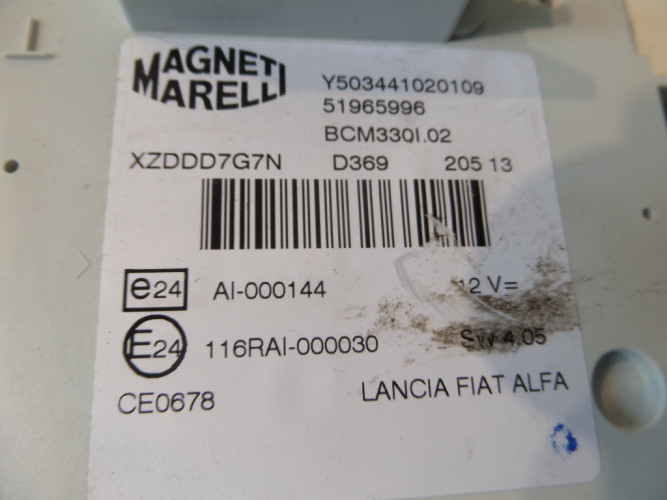 MAGNETI
MARELLI
Y503441020109
51965996
BCM330I.02
XZDDD7G7N D369 205 13
e24 AI-000144 12 V=
E24 116RAI-000030 SW 4.05
CE0678 LANCIA FIAT ALFA